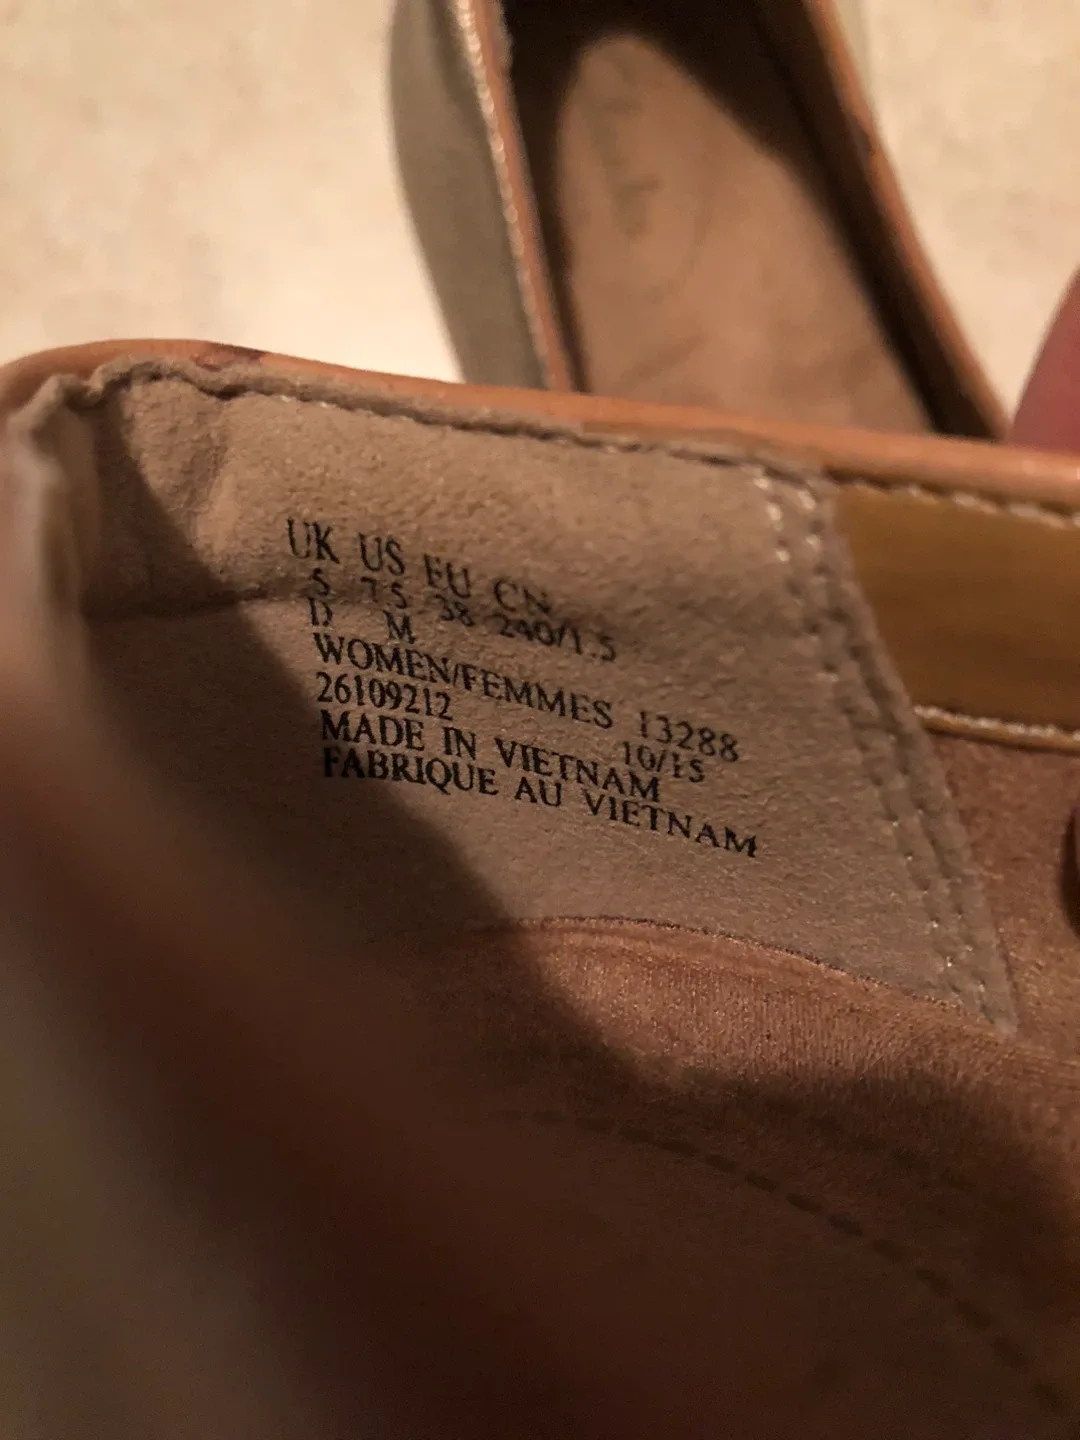 UK US EU CN
5 7.5 38 240/1.5
D M
WOMEN/FEMMES 13288
26109212 10/15
MADE IN VIETNAM
FABRIQUE AU VIETNAM